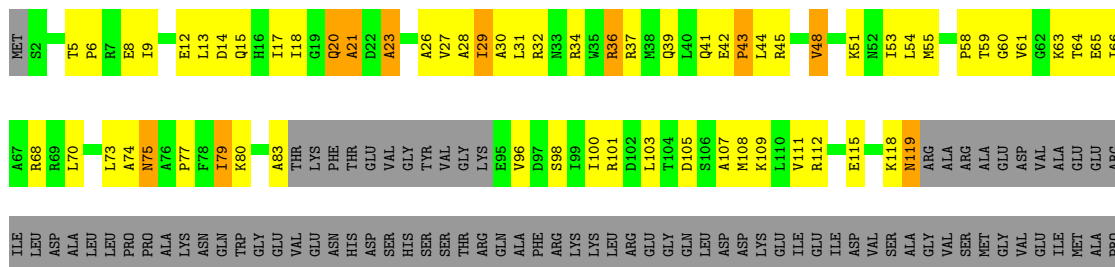 MET S2 T5 P6 R7 E8 I9 E12 L13 D14 Q15 H16 I17 I18 G19 Q20 A21 D22 A23 A26 V27 A28 I29 A30 L31 R32 N33 R34 W35 R36 R37 M38 Q39 L40 Q41 E42 P43 L44 R45 V48 K51 N52 I53 L54 M55 P58 T59 G60 V61 G62 K63 T64 E65 I66
A67 R68 R69 L70 L73 A74 N75 A76 P77 F78 I79 K80 A83 THR LYS PHE THR GLU VAL GLY TYR VAL GLY LYS E95 V96 D97 S98 I99 I100 R101 D102 L103 T104 D105 S106 A107 M108 K109 L110 V111 R112 E115 K118 N119 ARG ALA ARG ALA GLU ASP VAL ALA GLU GLU ARG
ILE LEU ASP ALA LEU LEU PRO PRO ALA LYS ASN GLN TRP GLY GLU VAL GLU ASN HIS ASP SER HIS SER SER THR ARG GLN ALA PHE ARG LYS LYS LEU ARG GLU GLY GLN LEU ASP ASP LYS GLU ILE GLU ILE ASP VAL SER ALA GLY VAL SER MET GLY VAL GLU ILE MET ALA PRO